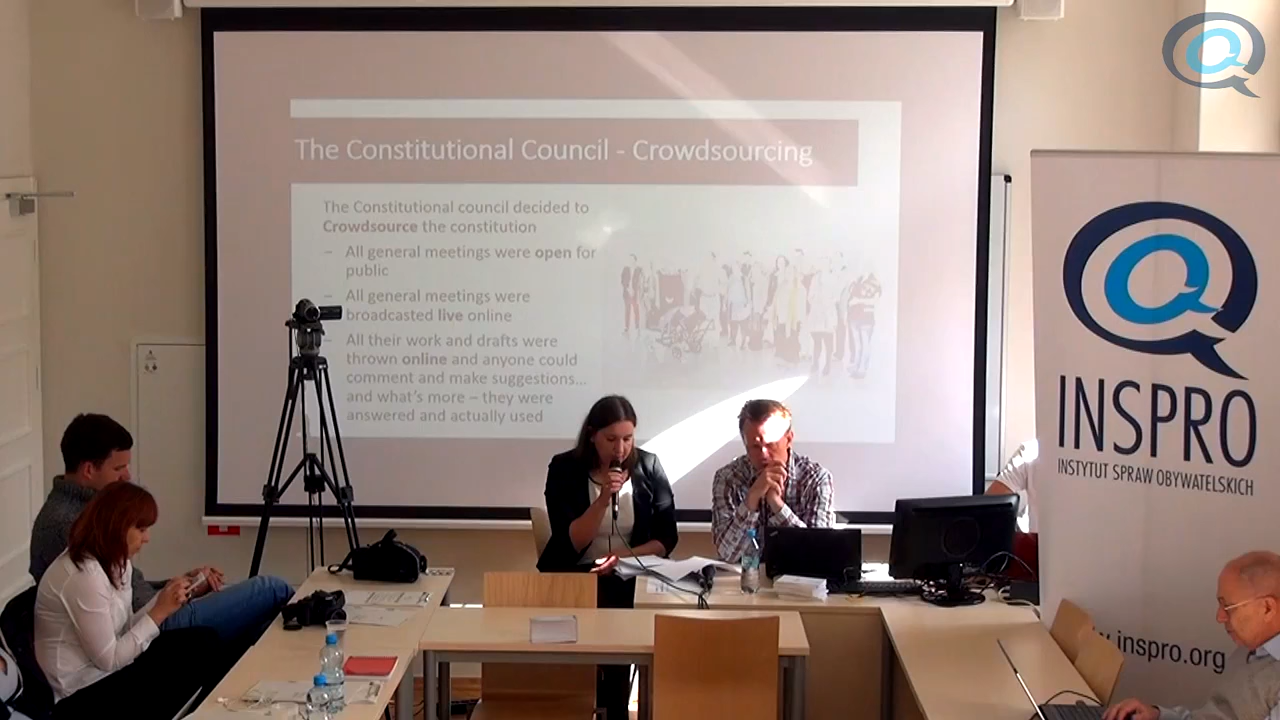 The Constitutional Council - Crowdsourcing
The Constitutional council decided to
Crowdsource the constitution
– All general meetings were open for
public
– All general meetings were
broadcasted live online
All their work and drafts were
thrown online and anyone could
comment and make suggestions...
and what's more – they were
answered and actually used
INSPRO
INSTYTUT SPRAW OBYWATELSKICH
.inspro.org